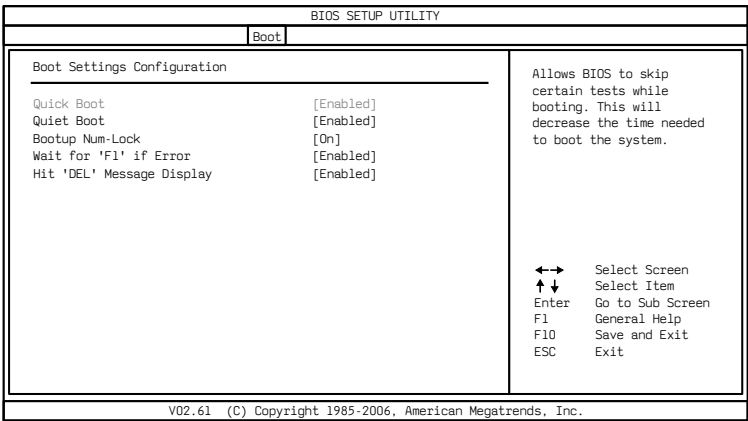 BIOS SETUP UTILITY
Boot
Boot Settings Configuration
Quick Boot [Enabled]
Quiet Boot [Enabled]
Bootup Num-Lock [On]
Wait for 'F1' if Error [Enabled]
Hit 'DEL' Message Display [Enabled]
Allows BIOS to skip
certain tests while
booting. This will
decrease the time needed
to boot the system.
←→ Select Screen
↑↓ Select Item
Enter Go to Sub Screen
F1 General Help
F10 Save and Exit
ESC Exit
V02.61 (C) Copyright 1985-2006, American Megatrends, Inc.